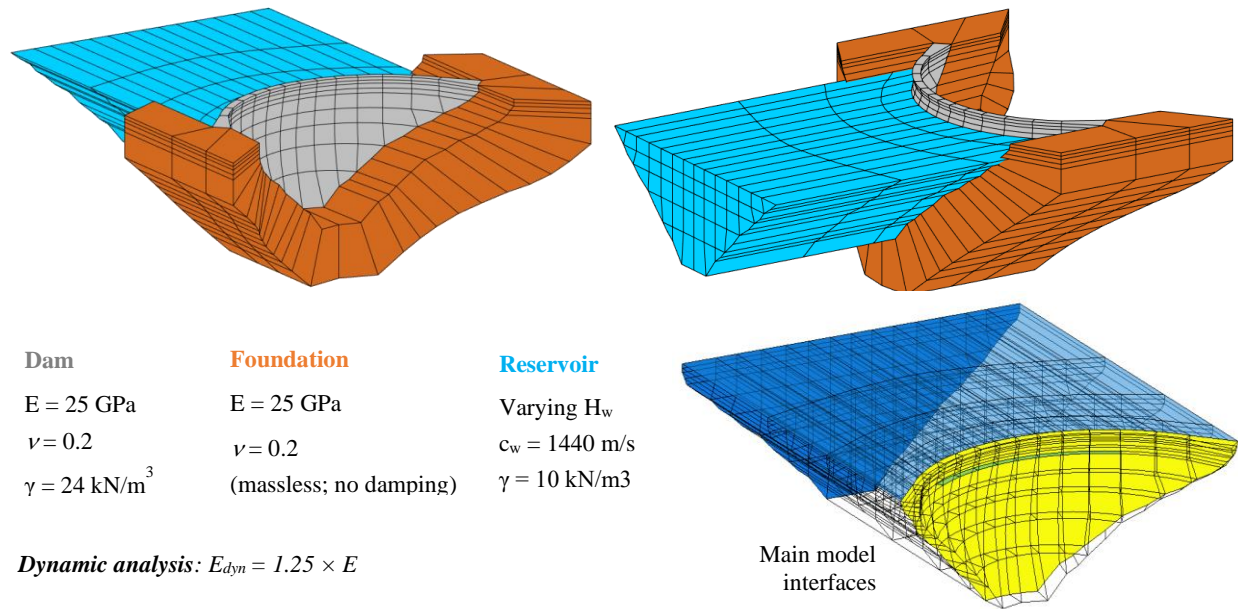 Dam
E = 25 GPa
ν = 0.2
γ = 24 kN/m³
Foundation
E = 25 GPa
ν = 0.2
(massless; no damping)
Reservoir
Varying Hw
cw = 1440 m/s
γ = 10 kN/m3
Dynamic analysis: Edyn = 1.25 × E
Main model
interfaces